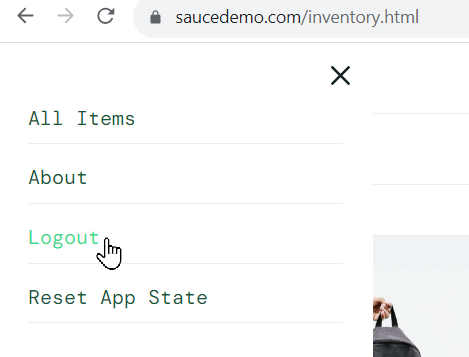 saucedemo.com/inventory.html
All Items
About
Logout
Reset App State